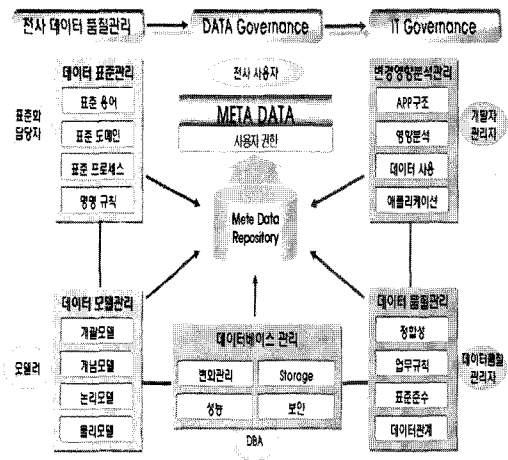 전사 데이터 품질관리
DATA Governance
IT Governance
데이터 표준관리
표준 용어
표준 도메인
표준 프로세스
명명 규칙
표준화
담당자
전사 사용자
META DATA
사용자 권한
Mete Data
Repository
변경영향분석관리
APP구조
영향분석
데이터 사용
애플리케이션
개발자
관리자
데이터 모델관리
개괄모델
개념모델
논리모델
물리모델
모델러
데이터베이스 관리
변화관리
Storage
성능
보안
DBA
데이터 품질관리
정합성
업무규칙
표준준수
데이터관계
데이터품질
관리자